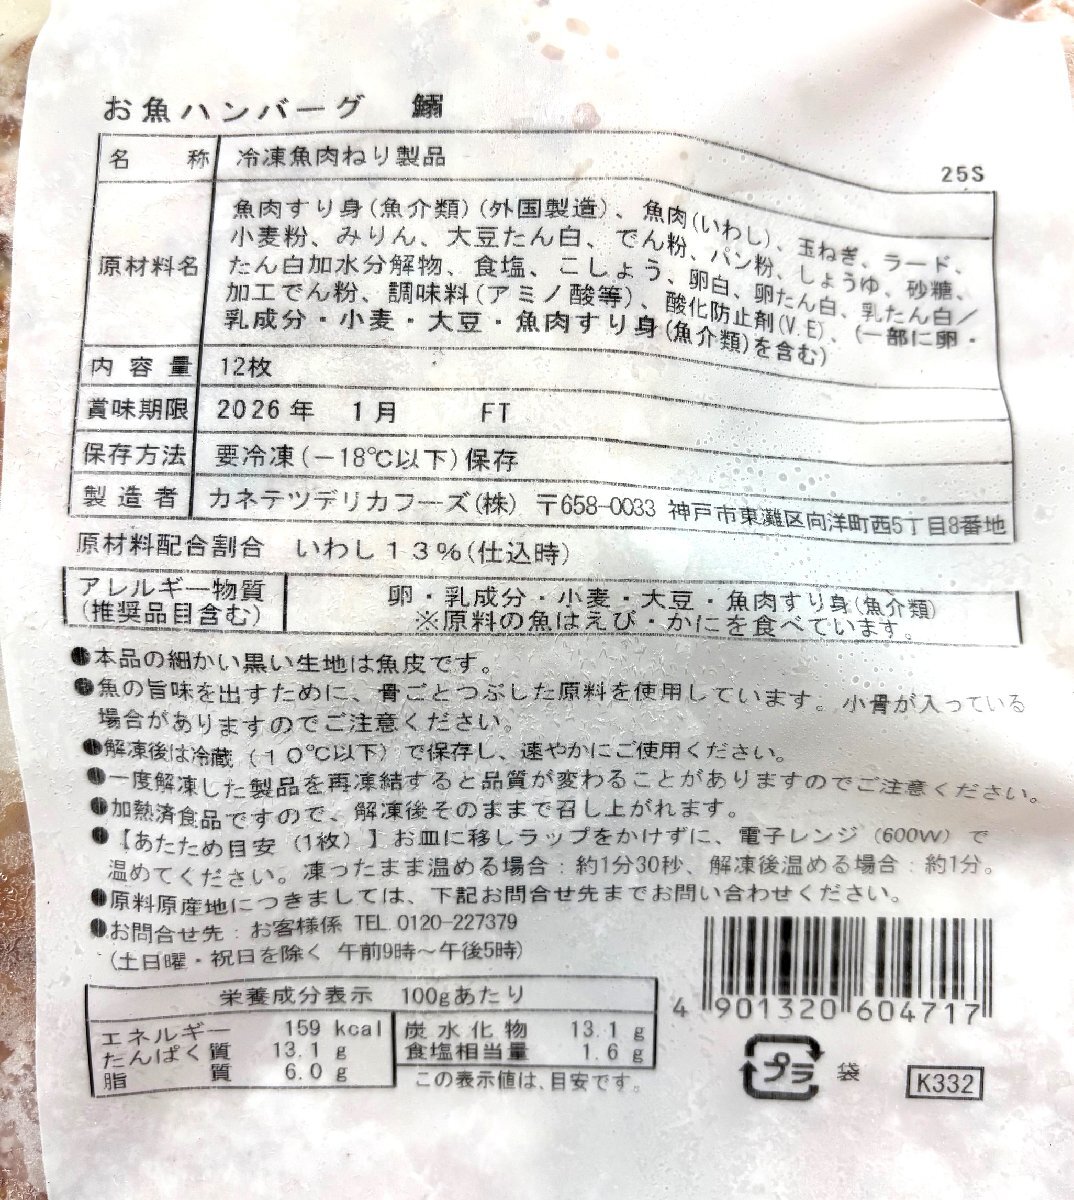 お魚ハンバーグ　鰯
名　　称　冷凍魚肉ねり製品
25S
原材料名
魚肉すり身(魚介類)(外国製造)、魚肉(いわし)、玉ねぎ、ラード、
小麦粉、みりん、大豆たん白、でん粉、パン粉、しょうゆ、砂糖、
たん白加水分解物、食塩、こしょう、卵白、卵たん白、乳たん白／
加工でん粉、調味料(アミノ酸等)、酸化防止剤(V.E)、(一部に卵・
乳成分・小麦・大豆・魚肉すり身(魚介類)を含む)
内 容 量　12枚
賞味期限　2026年　1月　　FT
保存方法　要冷凍(−18℃以下)保存
製 造 者　カネテツデリカフーズ(株)　〒658-0033　神戸市東灘区向洋町西5丁目8番地
原材料配合割合　いわし13%(仕込時)
アレルギー物質
(推奨品目含む)
卵・乳成分・小麦・大豆・魚肉すり身(魚介類)
※原料の魚はえび・かにを食べています。
●本品の細かい黒い生地は魚皮です。
●魚の旨味を出すために、骨ごとつぶした原料を使用しています。小骨が入っている
場合がありますのでご注意ください。
●解凍後は冷蔵（10℃以下）で保存し、速やかにご使用ください。
●一度解凍した製品を再凍結すると品質が変わることがありますのでご注意ください。
●加熱済食品ですので、解凍後そのままで召し上がれます。
●【あたため目安（1枚）】お皿に移しラップをかけずに、電子レンジ（600W）で
温めてください。凍ったまま温める場合：約1分30秒、解凍後温める場合：約1分。
●原料原産地につきましては、下記お問合せ先までお問い合わせください。
●お問合せ先：お客様係 TEL.0120-227379
(土日曜・祝日を除く 午前9時～午後5時)
栄養成分表示　100gあたり
エネルギー　159 kcal
たんぱく質　13.1 g
脂　　　質　6.0 g
炭水化物　13.1 g
食塩相当量　1.6 g
この表示値は、目安です。
4 901320 604717
プラ 袋
K332